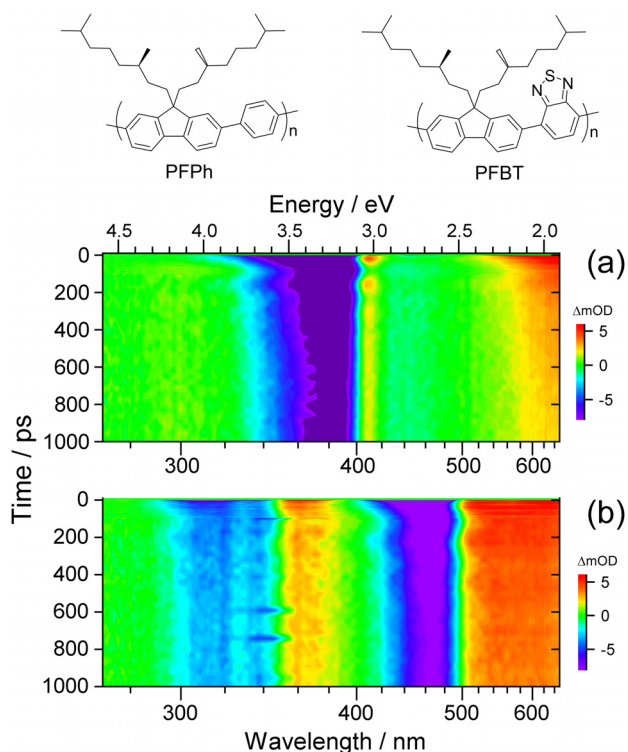 S
N
N
n
n
PFPh
PFBT
Energy / eV
4.5 4.0 3.5 3.0 2.5 2.0
(a)
0
200
400
600
800
1000
ΔmOD
5
0
-5
300 400 500 600
Time / ps
(b)
0
200
400
600
800
1000
ΔmOD
5
0
-5
300 400 500 600
Wavelength / nm